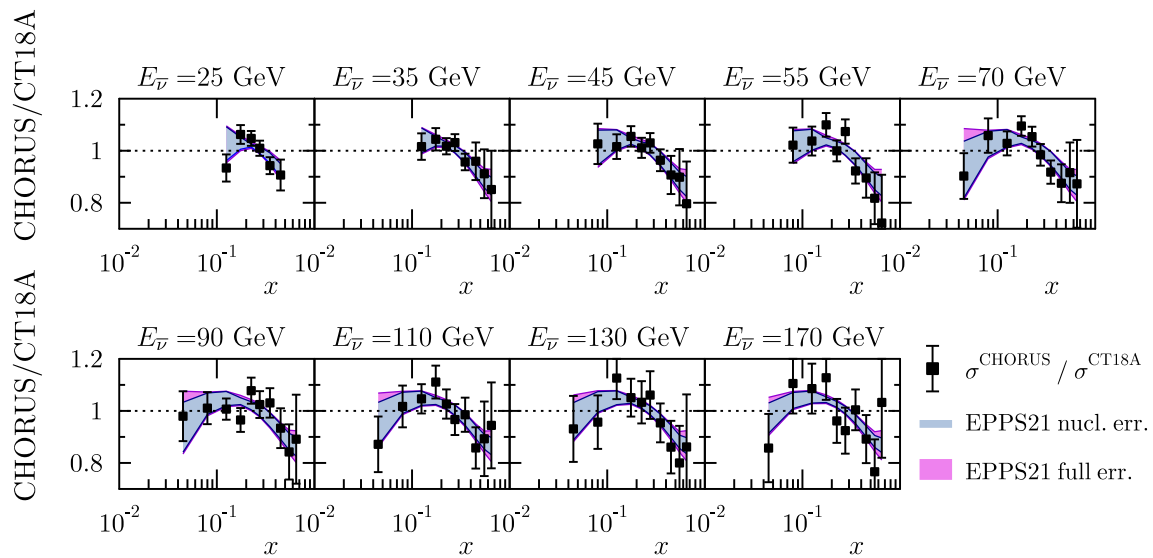 CHORUS/CT18A
E_ν̅ =25 GeV E_ν̅ =35 GeV E_ν̅ =45 GeV E_ν̅ =55 GeV E_ν̅ =70 GeV
1.2
1
0.8
10⁻² 10⁻¹ 10⁻² 10⁻¹ 10⁻² 10⁻¹ 10⁻² 10⁻¹ 10⁻² 10⁻¹ 10⁻²
x x x x x
CHORUS/CT18A
E_ν̅ =90 GeV E_ν̅ =110 GeV E_ν̅ =130 GeV E_ν̅ =170 GeV
1.2
1
0.8
10⁻² 10⁻¹ 10⁻² 10⁻¹ 10⁻² 10⁻¹ 10⁻² 10⁻¹ 10⁻²
x x x x
σ^CHORUS / σ^CT18A
EPPS21 nucl. err.
EPPS21 full err.